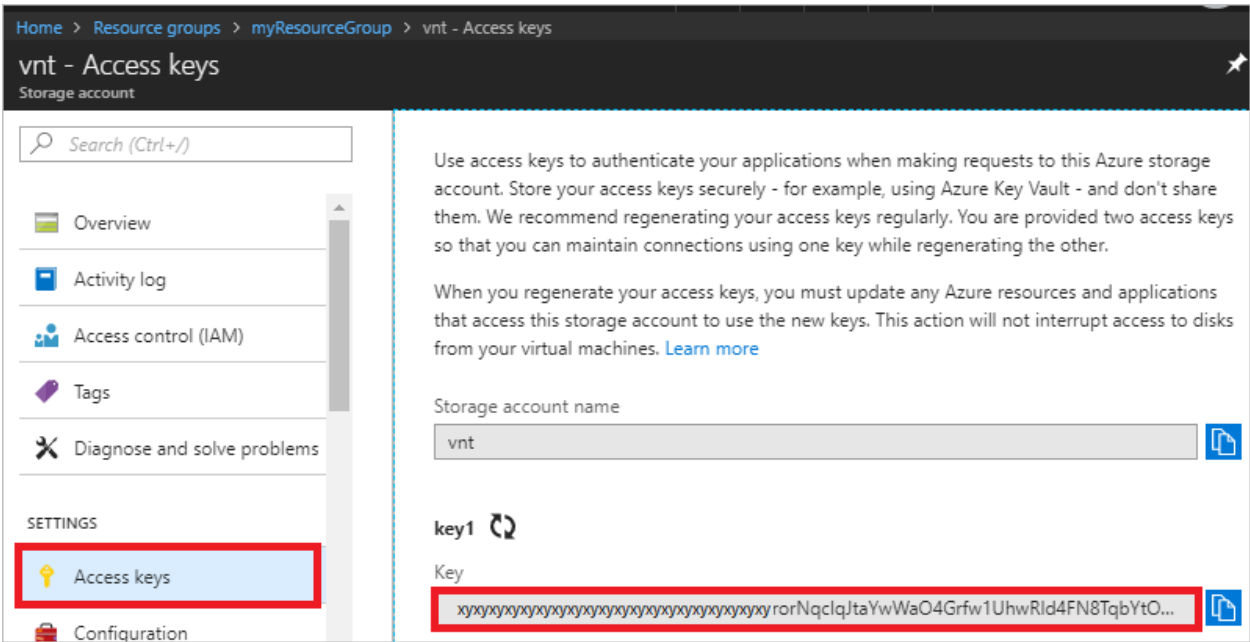 Home > Resource groups > myResourceGroup > vnt - Access keys
vnt - Access keys
Storage account
Search (Ctrl+/)
Overview
Activity log
Access control (IAM)
Tags
Diagnose and solve problems
SETTINGS
Access keys
Configuration
Use access keys to authenticate your applications when making requests to this Azure storage
account. Store your access keys securely - for example, using Azure Key Vault - and don't share
them. We recommend regenerating your access keys regularly. You are provided two access keys
so that you can maintain connections using one key while regenerating the other.
When you regenerate your access keys, you must update any Azure resources and applications
that access this storage account to use the new keys. This action will not interrupt access to disks
from your virtual machines. Learn more
Storage account name
vnt
key1
Key